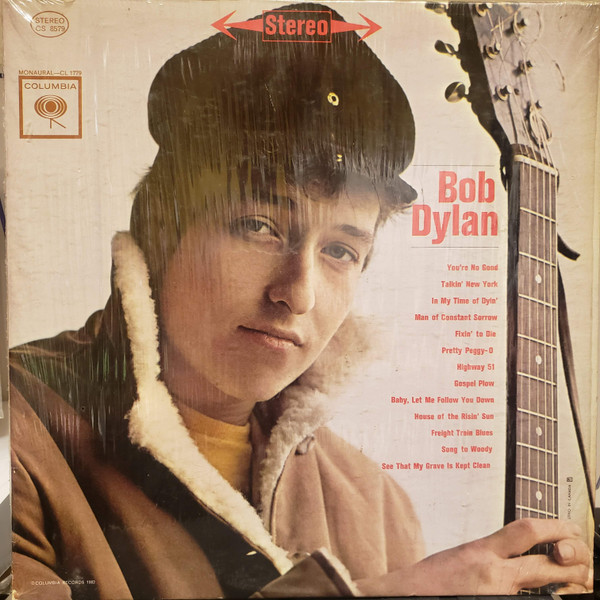 STEREO
CS 8579
Stereo
MONAURAL—CL 1779
COLUMBIA
Bob
Dylan
You're No Good
Talkin' New York
In My Time of Dyin'
Man of Constant Sorrow
Fixin' to Die
Pretty Peggy-O
Highway 51
Gospel Plow
Baby, Let Me Follow You Down
House of the Risin' Sun
Freight Train Blues
Song to Woody
See That My Grave Is Kept Clean
©COLUMBIA RECORDS 1962